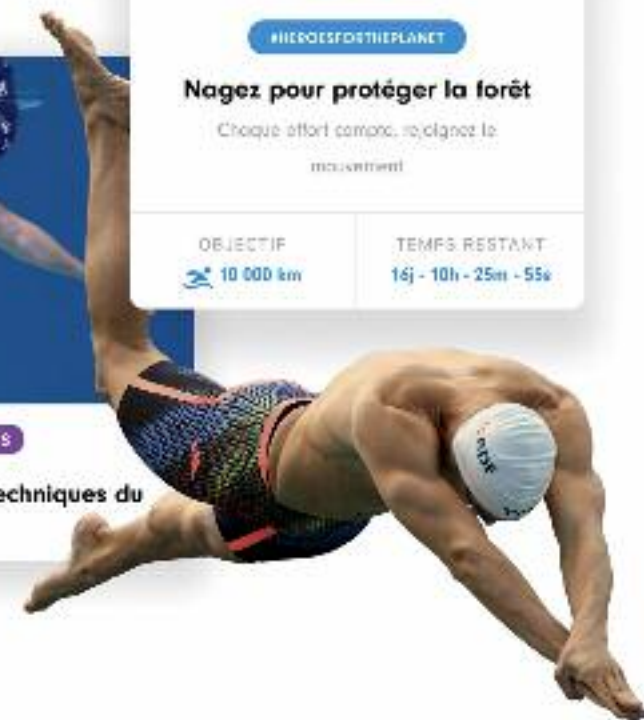 #HEROESFORTHEPLANET
Nagez pour protéger la forêt
Chaque effort compte, rejoignez le
mouvement
OBJECTIF
TEMPS RESTANT
10 000 km
16j - 10h - 25m - 55s
S
echniques du